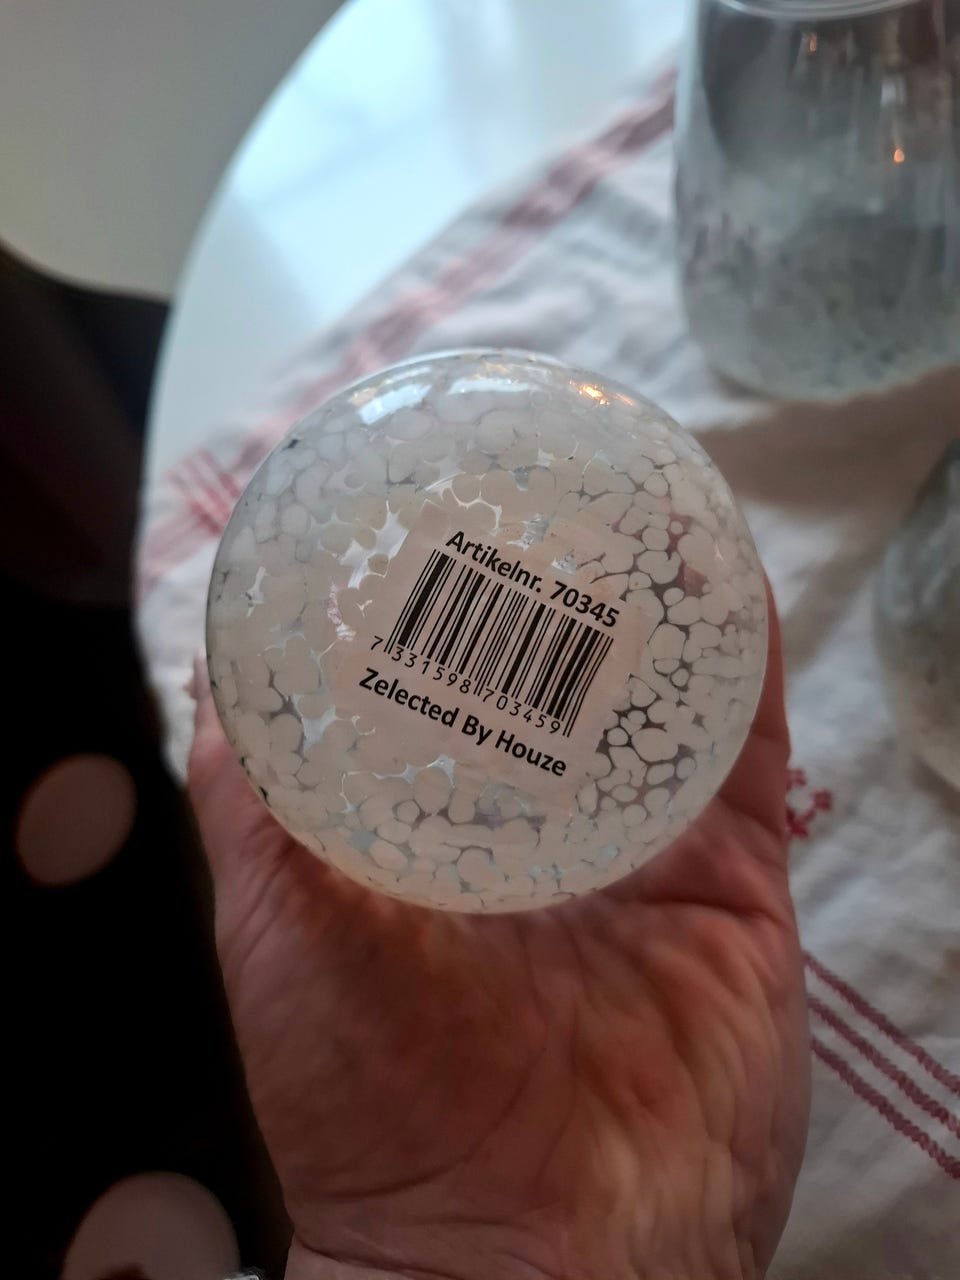 Artikelnr. 70345
7 331598 703459
Zelected By Houze